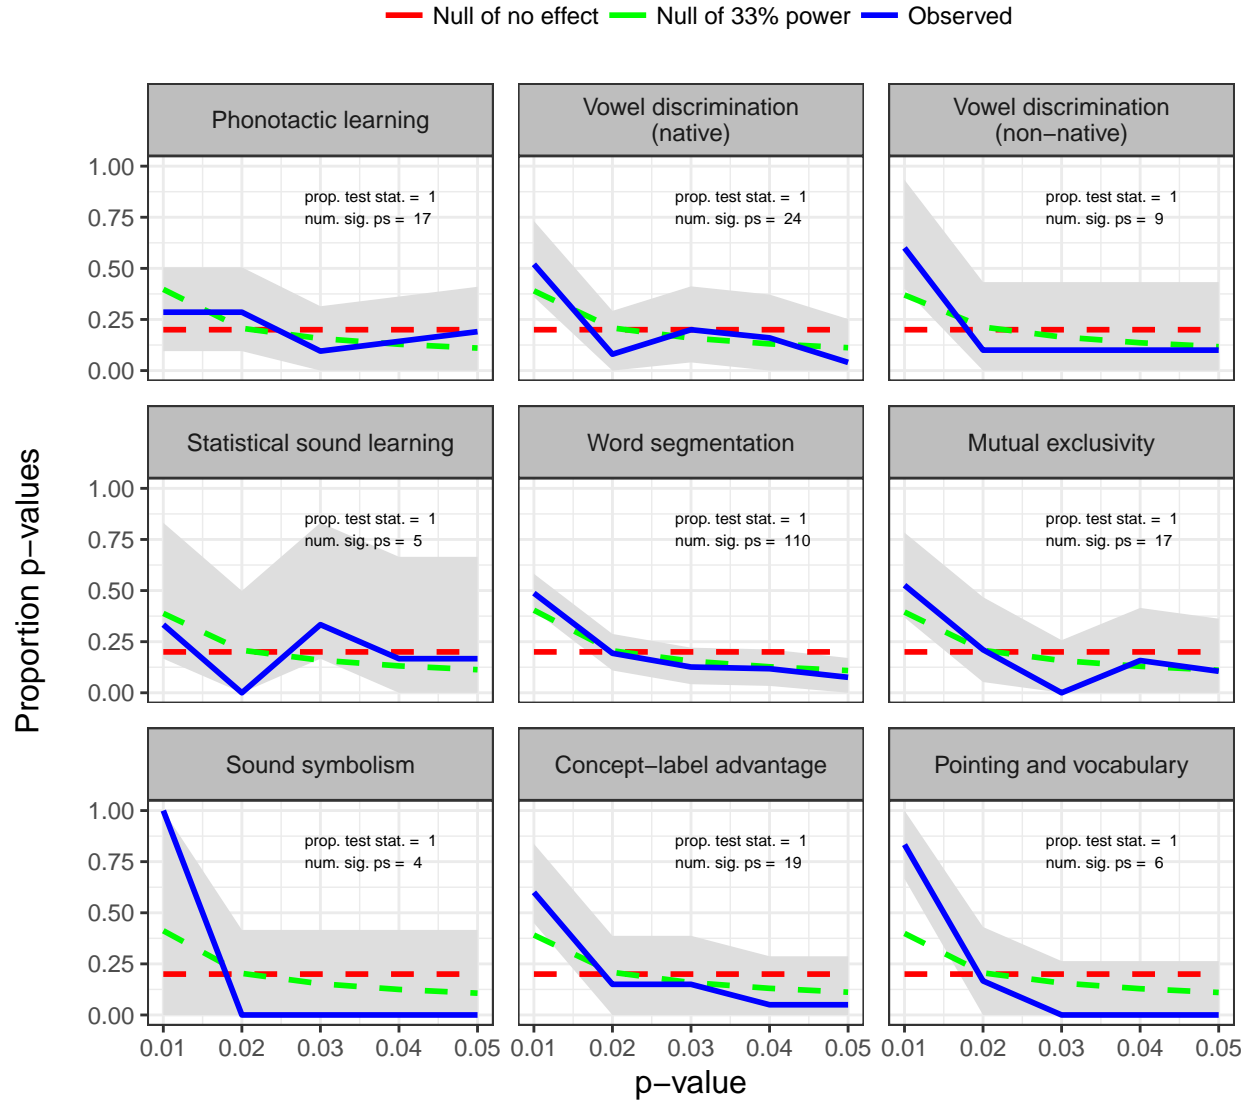 Null of no effect Null of 33% power Observed
Phonotactic learning
Vowel discrimination
(native)
Vowel discrimination
(non−native)
1.00
0.75
0.50
0.25
0.00
prop. test stat. = 1
num. sig. ps = 17
prop. test stat. = 1
num. sig. ps = 24
prop. test stat. = 1
num. sig. ps = 9
Statistical sound learning
Word segmentation
Mutual exclusivity
1.00
0.75
0.50
0.25
0.00
prop. test stat. = 1
num. sig. ps = 5
prop. test stat. = 1
num. sig. ps = 110
prop. test stat. = 1
num. sig. ps = 17
Sound symbolism
Concept−label advantage
Pointing and vocabulary
1.00
0.75
0.50
0.25
0.00
prop. test stat. = 1
num. sig. ps = 4
prop. test stat. = 1
num. sig. ps = 19
prop. test stat. = 1
num. sig. ps = 6
0.01 0.02 0.03 0.04 0.05
0.01 0.02 0.03 0.04 0.05
0.01 0.02 0.03 0.04 0.05
p−value
Proportion p−values